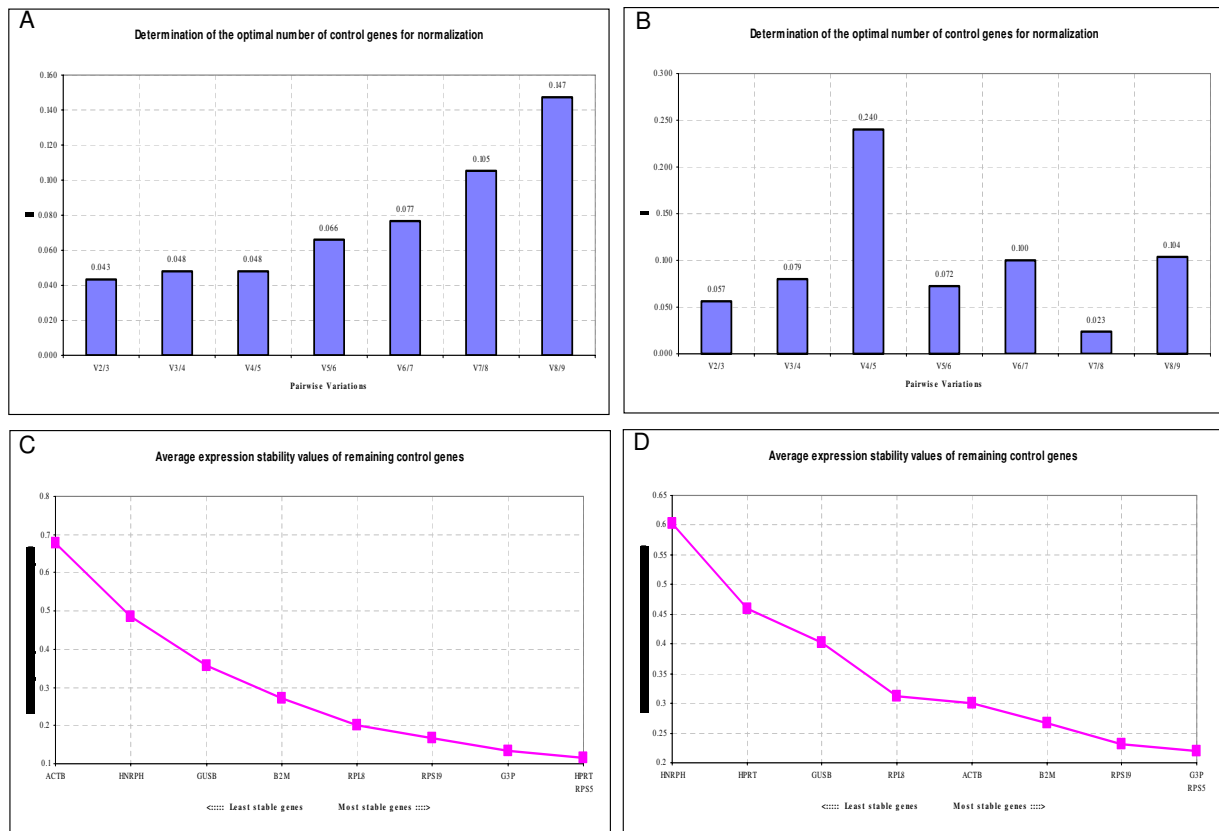 A
Determination of the optimal number of control genes for normalization
0.160
0.140
0.120
0.100
0.080
0.060
0.040
0.020
0.000
0.043
0.048
0.048
0.066
0.077
0.105
0.147
V2/3 V3/4 V4/5 V5/6 V6/7 V7/8 V8/9
Pairwise Variations
B
Determination of the optimal number of control genes for normalization
0.300
0.250
0.200
0.150
0.100
0.050
0.000
0.057
0.079
0.240
0.072
0.100
0.023
0.104
V2/3 V3/4 V4/5 V5/6 V6/7 V7/8 V8/9
Pairwise Variations
C
Average expression stability values of remaining control genes
0.8
0.7
0.6
0.5
0.4
0.3
0.2
0.1
ACTB HNRPH GUSB B2M RPL8 RPS19 G3P HPRT
RPS5
<::::: Least stable genes Most stable genes ::::>
D
Average expression stability values of remaining control genes
0.65
0.6
0.55
0.5
0.45
0.4
0.35
0.3
0.25
0.2
HNRPH HPRT GUSB RPL8 ACTB B2M RPS19 G3P
RPS5
<::::: Least stable genes Most stable genes ::::>